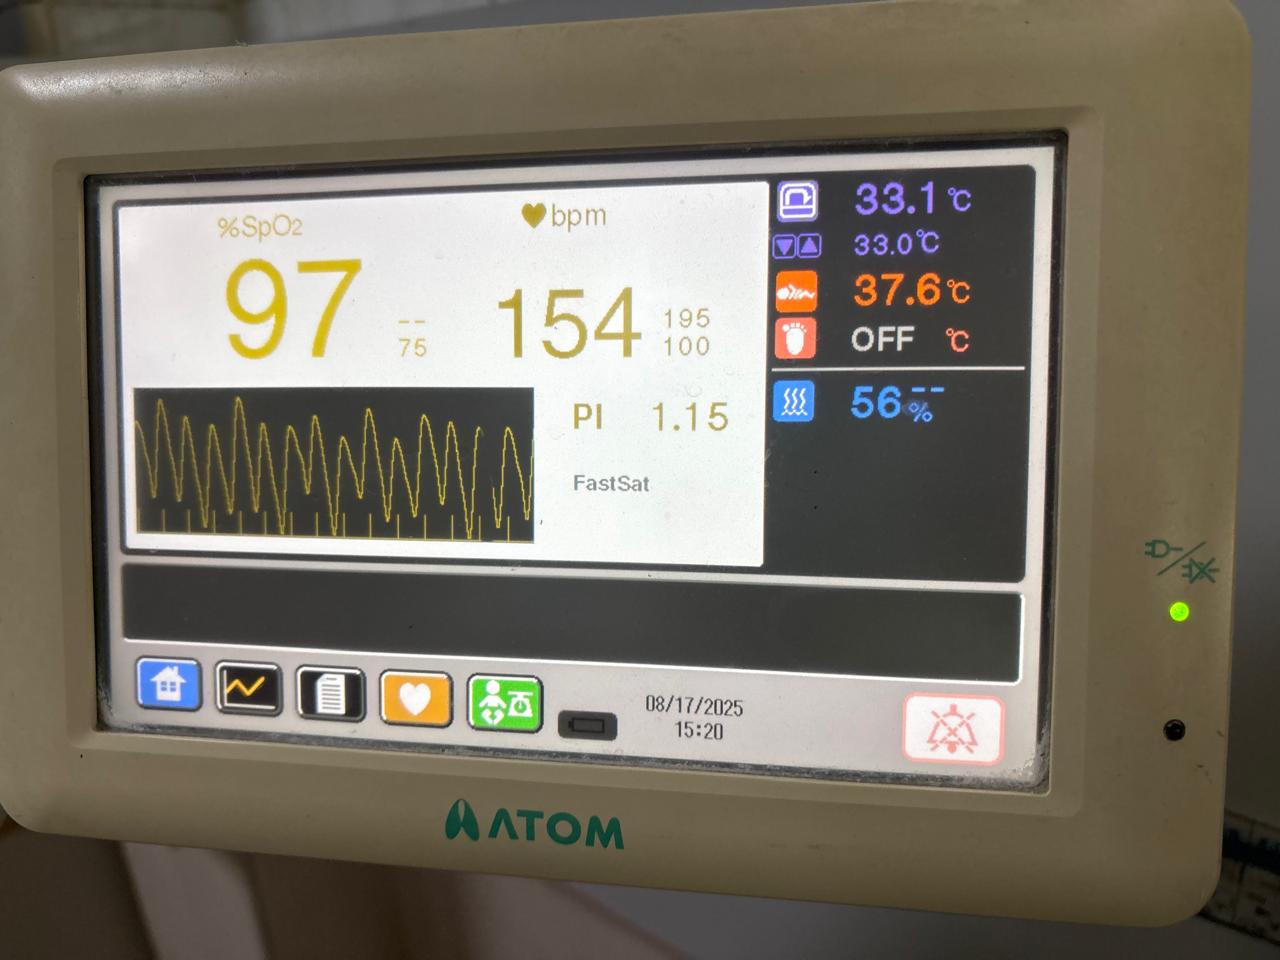 %SpO2
97
--
75
bpm
154
195
100
PI 1.15
FastSat
33.1 ℃
33.0℃
37.6℃
OFF ℃
56 -- %
08/17/2025
15:20
ATOM